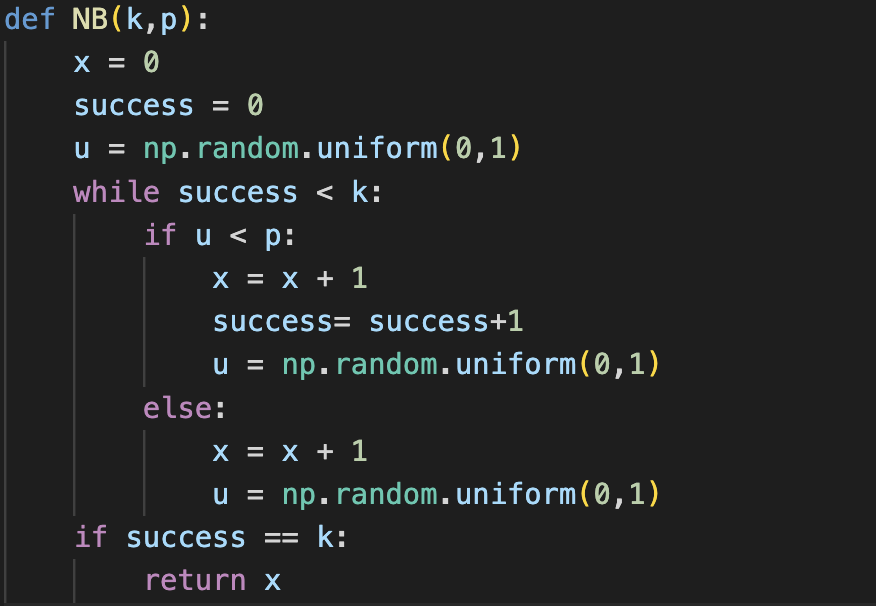 def NB(k,p):
    x = 0
    success = 0
    u = np.random.uniform(0,1)
    while success < k:
        if u < p:
            x = x + 1
            success= success+1
            u = np.random.uniform(0,1)
        else:
            x = x + 1
            u = np.random.uniform(0,1)
    if success == k:
        return x